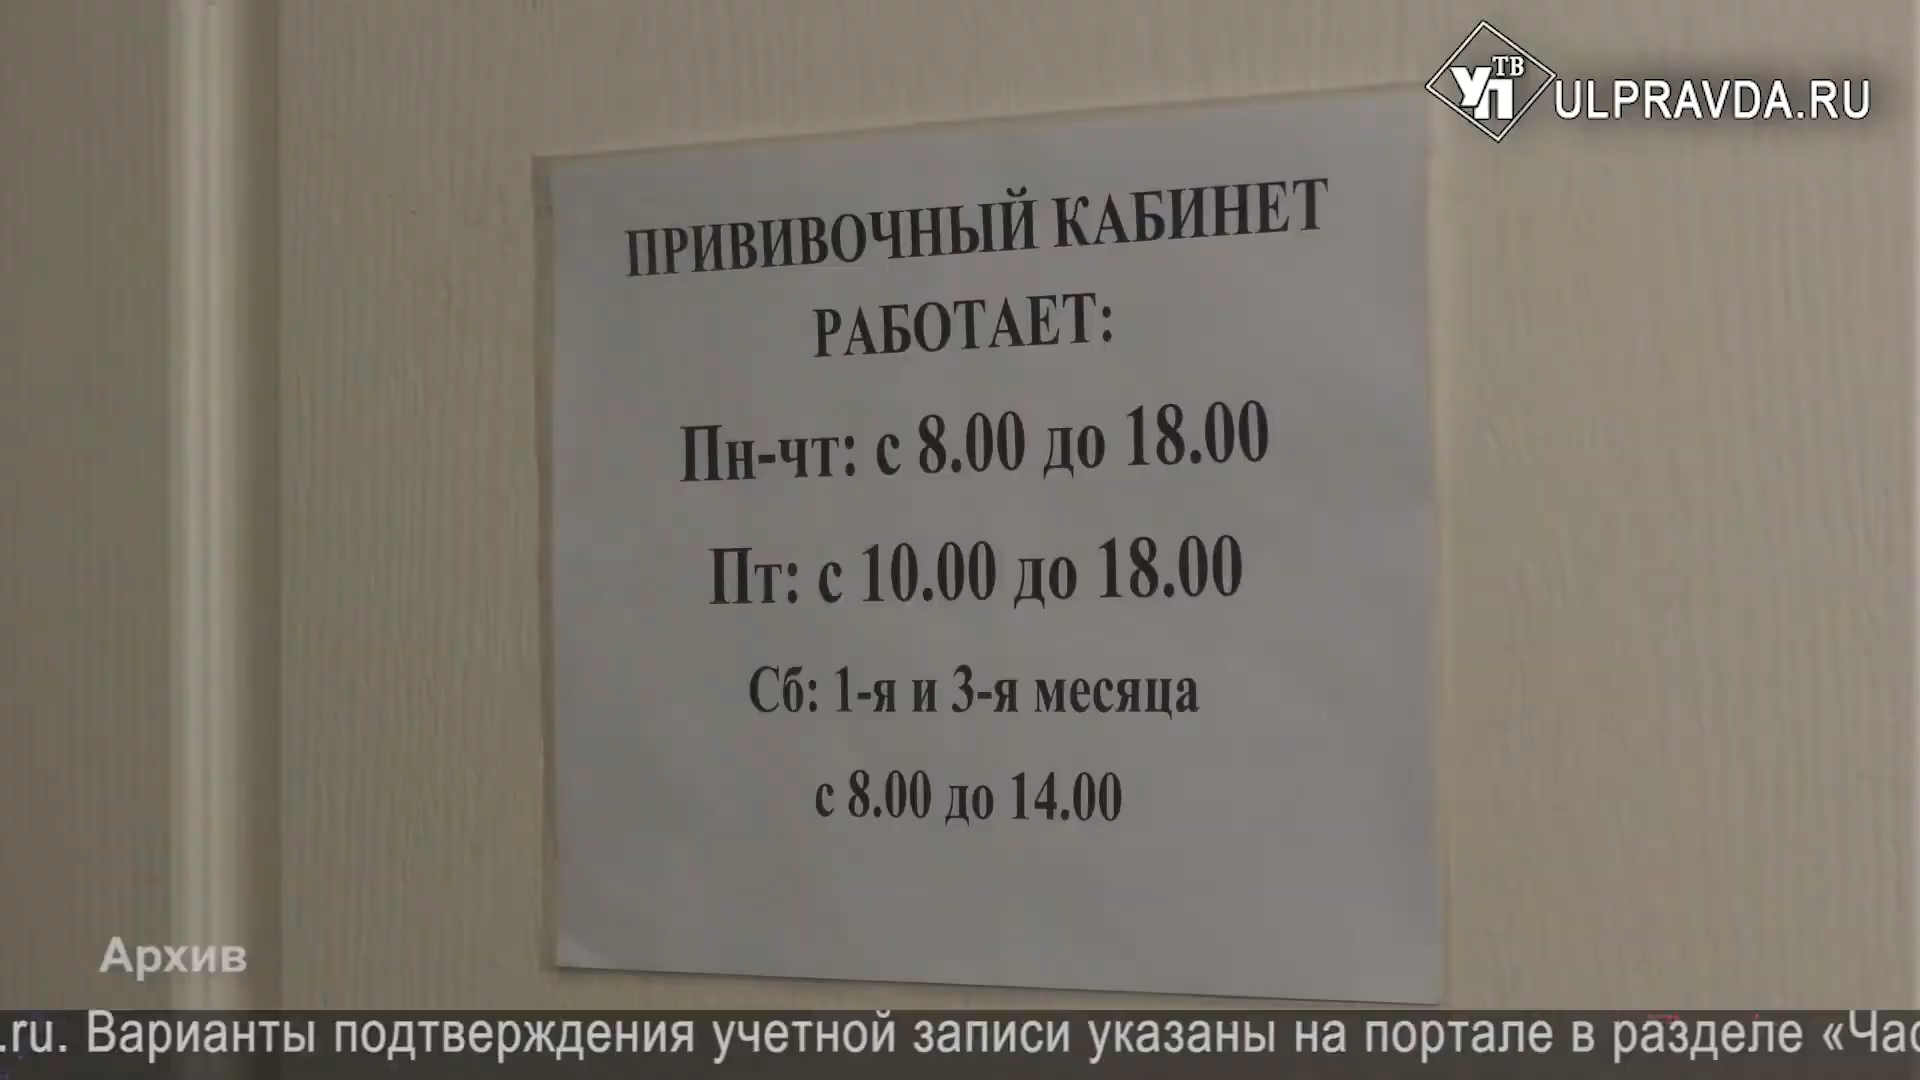 ТВ
УП
ULPRAVDA.RU
ПРИВИВОЧНЫЙ КАБИНЕТ
РАБОТАЕТ:
Пн-чт: с 8.00 до 18.00
Пт: с 10.00 до 18.00
Сб: 1-я и 3-я месяца
с 8.00 до 14.00
Архив
.ru. Варианты подтверждения учетной записи указаны на портале в разделе «Час